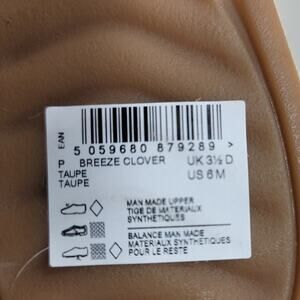 EAN
5 059680 879289 >
P BREEZE CLOVER UK 3½ D
TAUPE US 6 M
TAUPE
MAN MADE UPPER
TIGE DE MATERIAUX
SYNTHETIQUES
BALANCE MAN MADE
MATERIAUX SYNTHETIQUES
POUR LE RESTE